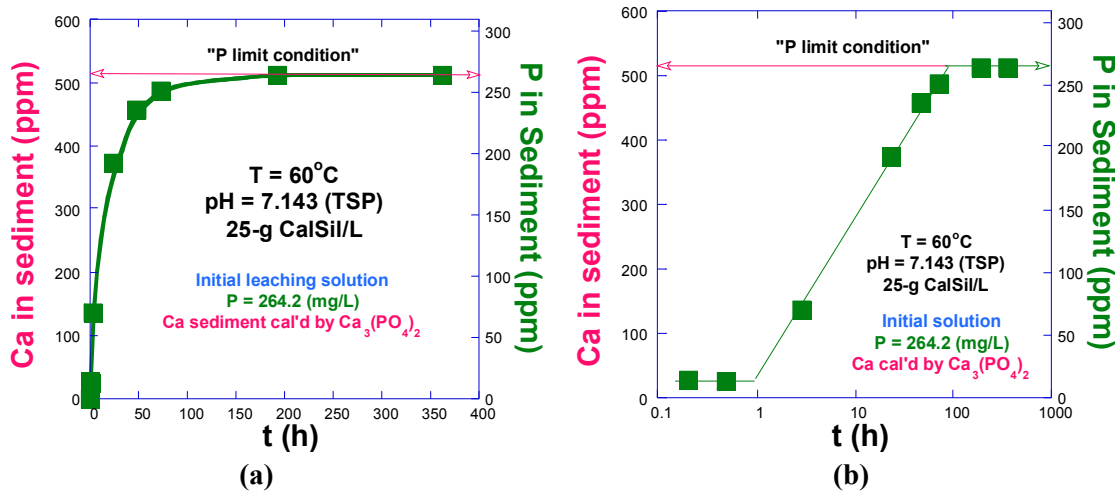 Ca in sediment (ppm)
600
500
400
300
200
100
0
"P limit condition"
T = 60°C
pH = 7.143 (TSP)
25-g CalSil/L
Initial leaching solution
P = 264.2 (mg/L)
Ca sediment cal'd by Ca₃(PO₄)₂
300
250
200
150
100
50
0
P in Sediment (ppm)
0 50 100 150 200 250 300 350 400
t (h)
(a)
Ca in sediment (ppm)
600
500
400
300
200
100
0
"P limit condition"
T = 60°C
pH = 7.143 (TSP)
25-g CalSil/L
Initial solution
P = 264.2 (mg/L)
Ca cal'd by Ca₃(PO₄)₂
300
250
200
150
100
50
0
P in Sediment (ppm)
0.1 1 10 100 1000
t (h)
(b)